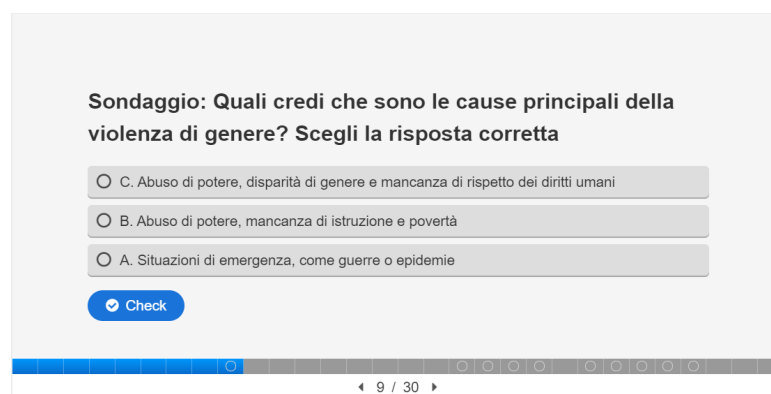 Sondaggio: Quali credi che sono le cause principali della
violenza di genere? Scegli la risposta corretta
C. Abuso di potere, disparità di genere e mancanza di rispetto dei diritti umani
B. Abuso di potere, mancanza di istruzione e povertà
A. Situazioni di emergenza, come guerre o epidemie
Check
9 / 30